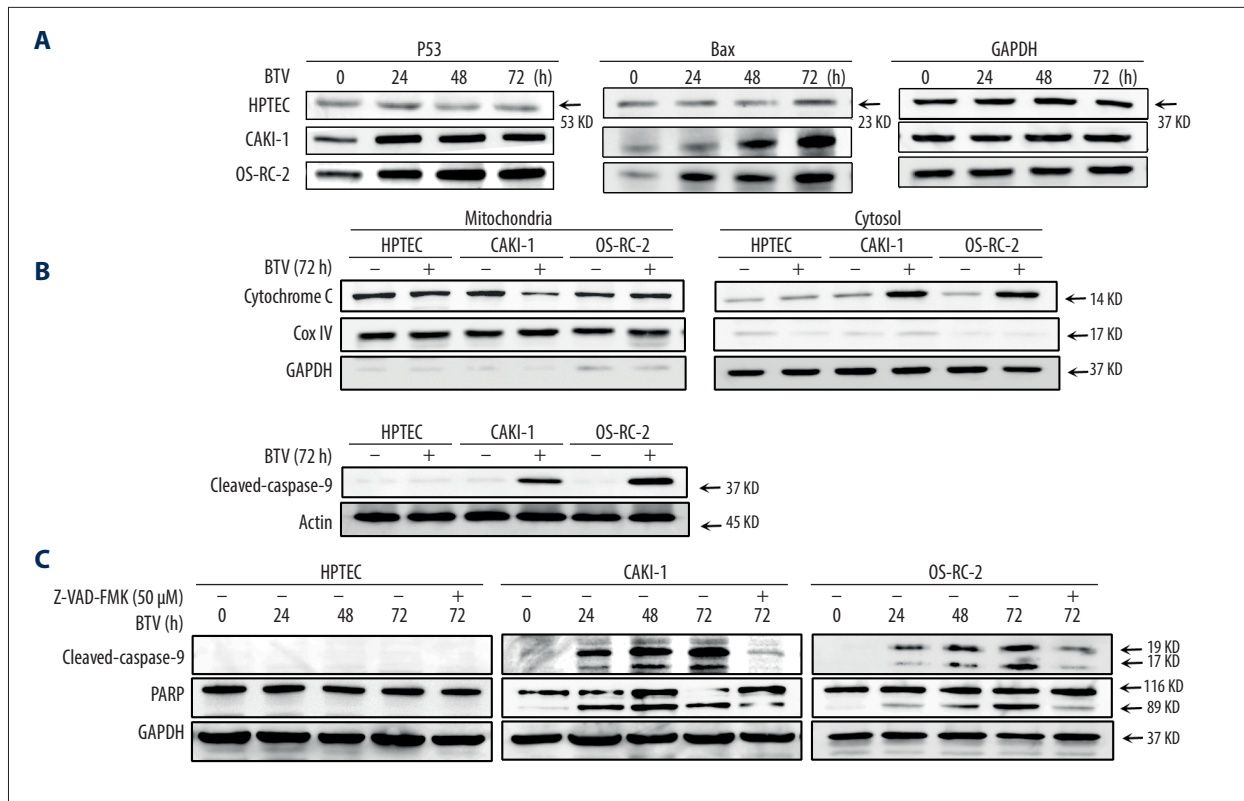 A
P53 Bax GAPDH
BTV 0 24 48 72 (h) 0 24 48 72 (h) 0 24 48 72 (h)
HPTEC 53 KD 23 KD 37 KD
CAKI-1
OS-RC-2
B
Mitochondria Cytosol
HPTEC CAKI-1 OS-RC-2 HPTEC CAKI-1 OS-RC-2
BTV (72 h) – + – + – + – + – + – +
Cytochrome C 14 KD
Cox IV 17 KD
GAPDH 37 KD
HPTEC CAKI-1 OS-RC-2
BTV (72 h) – + – + – +
Cleaved-caspase-9 37 KD
Actin 45 KD
C
HPTEC CAKI-1 OS-RC-2
Z-VAD-FMK (50 µM) – – – – + – – – – + – – – – +
BTV (h) 0 24 48 72 72 0 24 48 72 72 0 24 48 72 72
Cleaved-caspase-9 19 KD
17 KD
PARP 116 KD
89 KD
GAPDH 37 KD